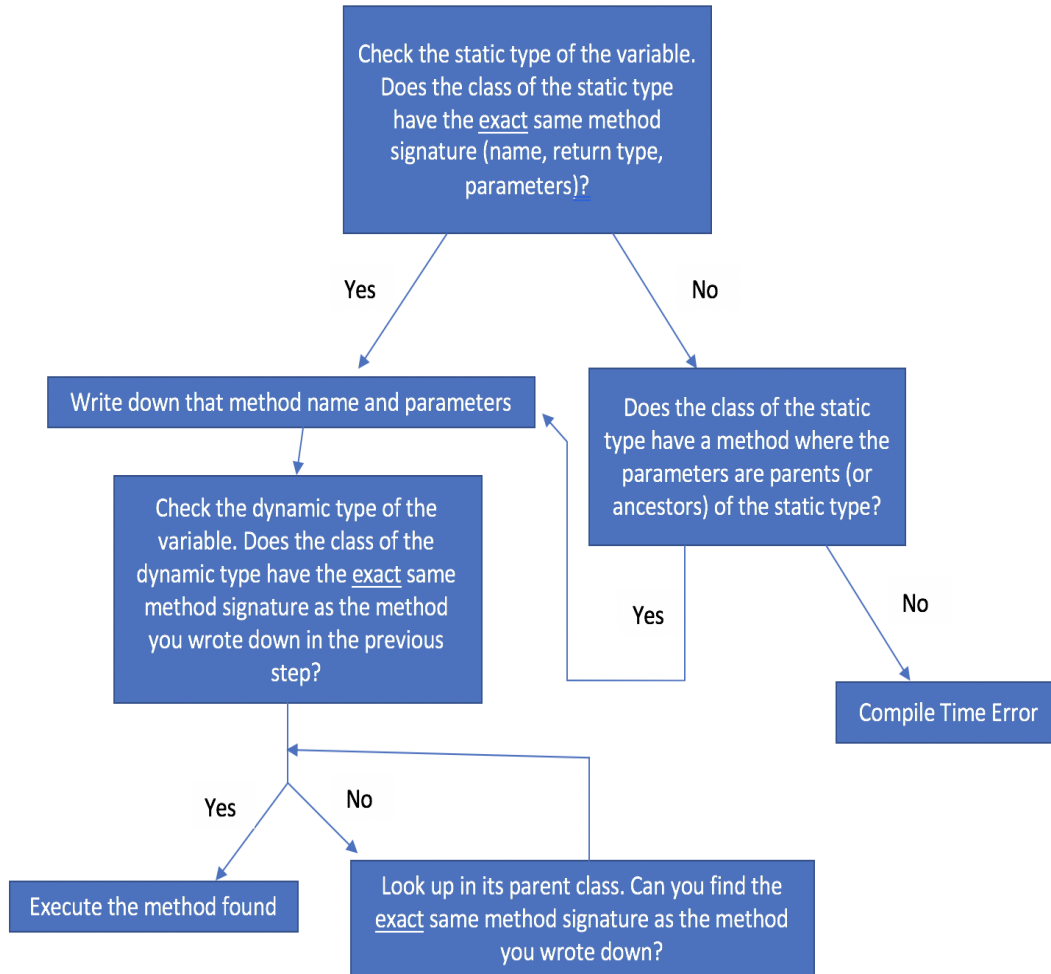 Check the static type of the variable.
Does the class of the static type
have the exact same method
signature (name, return type,
parameters)?
Yes
No
Write down that method name and parameters
Does the class of the static
type have a method where the
parameters are parents (or
ancestors) of the static type?
Check the dynamic type of the
variable. Does the class of the
dynamic type have the exact same
method signature as the method
you wrote down in the previous
step?
Yes
No
Compile Time Error
Yes
No
Execute the method found
Look up in its parent class. Can you find the
exact same method signature as the method
you wrote down?